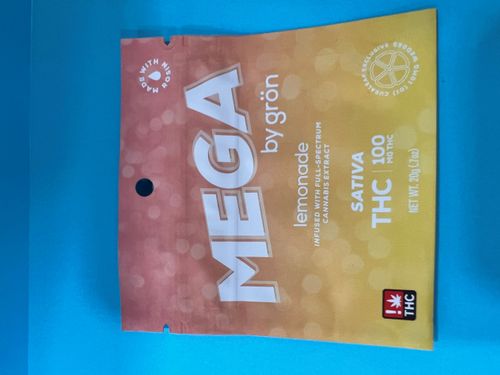 MADE WITH ROSIN
MEGA
by grön
lemonade
INFUSED WITH FULL-SPECTRUM
CANNABIS EXTRACT
SATIVA
THC | 100
MG THC
NET WT. 20g (.7oz)
!
THC